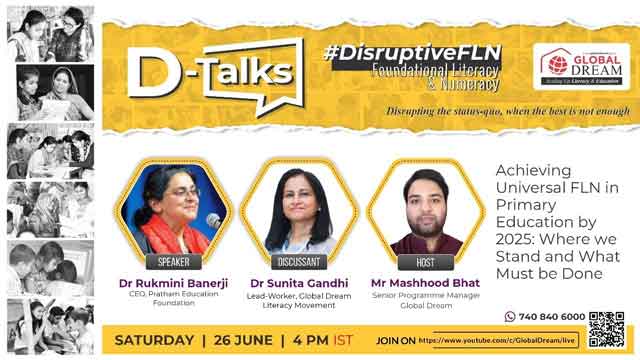 D-Talks
#DisruptiveFLN
Foundational Literacy
& Numeracy
GLOBAL
DREAM
Disrupting the status-quo, when the best is not enough
SPEAKER
Dr Rukmini Banerji
CEO, Pratham Education
Foundation
DISCUSSANT
Dr Sunita Gandhi
Lead-Worker, Global Dream
Literacy Movement
HOST
Mr Mashhood Bhat
Senior Programme Manager
Global Dream
Achieving
Universal FLN in
Primary
Education by
2025: Where we
Stand and What
Must be Done
740 840 6000
SATURDAY | 26 JUNE | 4 PM IST
JOIN ON https://www.youtube.com/c/GlobalDream/live